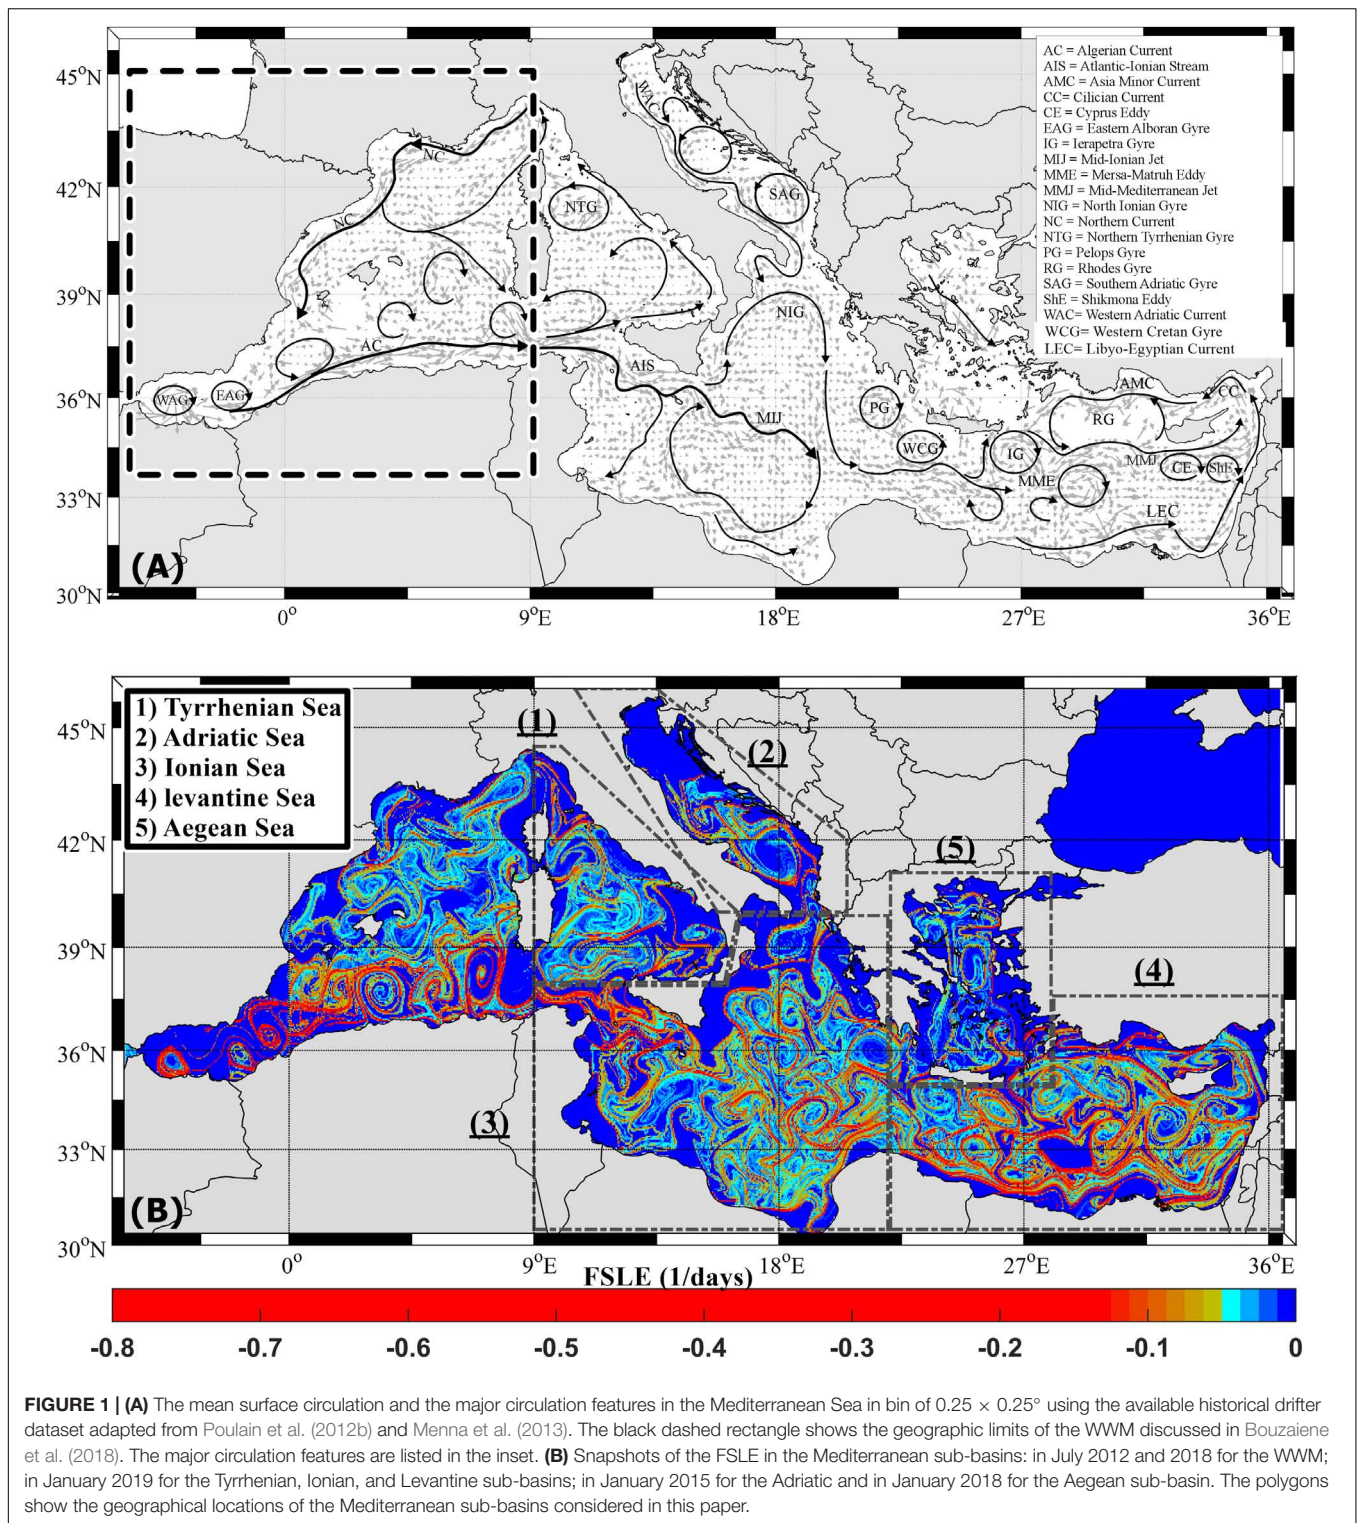 45°N
42°N
39°N
36°N
33°N
30°N
0°
9°E
18°E
27°E
36°E
AC = Algerian Current
AIS = Atlantic-Ionian Stream
AMC = Asia Minor Current
CC= Cilician Current
CE = Cyprus Eddy
EAG = Eastern Alboran Gyre
IG = Ierapetra Gyre
MIJ = Mid-Ionian Jet
MME = Mersa-Matruh Eddy
MMJ = Mid-Mediterranean Jet
NIG = North Ionian Gyre
NC = Northern Current
NTG = Northern Tyrrhenian Gyre
PG = Pelops Gyre
RG = Rhodes Gyre
SAG = Southern Adriatic Gyre
ShE = Shikmona Eddy
WAC = Western Adriatic Current
WCG= Western Cretan Gyre
LEC= Libyo-Egyptian Current
WAC
NC
NTG
SAG
NC
NIG
AC
AIS
WAG
EAG
AMC
CC
PG
MIJ
RG
WCG
IG
MMJ
CE
ShE
MME
LEC
(A)
1) Tyrrhenian Sea
2) Adriatic Sea
3) Ionian Sea
4) levantine Sea
5) Aegean Sea
(1)
(2)
(5)
(4)
(3)
(B)
45°N
42°N
39°N
36°N
33°N
30°N
0°
9°E
18°E
27°E
36°E
FSLE (1/days)
-0.8
-0.7
-0.6
-0.5
-0.4
-0.3
-0.2
-0.1
0
FIGURE 1 | (A) The mean surface circulation and the major circulation features in the Mediterranean Sea in bin of 0.25 × 0.25° using the available historical drifter
dataset adapted from Poulain et al. (2012b) and Menna et al. (2013). The black dashed rectangle shows the geographic limits of the WWM discussed in Bouzaiene
et al. (2018). The major circulation features are listed in the inset. (B) Snapshots of the FSLE in the Mediterranean sub-basins: in July 2012 and 2018 for the WWM;
in January 2019 for the Tyrrhenian, Ionian, and Levantine sub-basins; in January 2015 for the Adriatic and in January 2018 for the Aegean sub-basin. The polygons
show the geographical locations of the Mediterranean sub-basins considered in this paper.